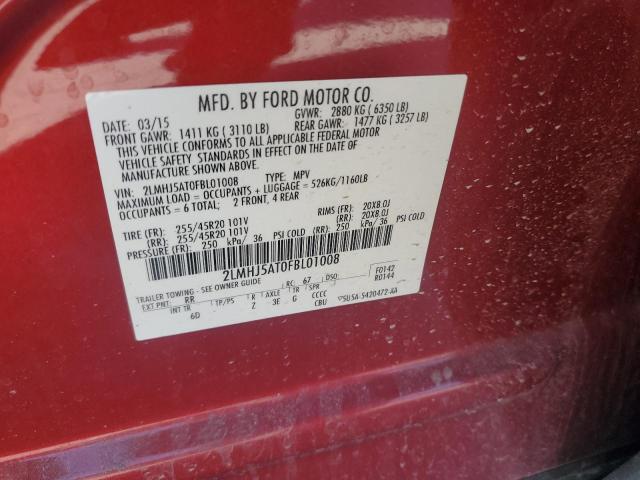 MFD. BY FORD MOTOR CO.
DATE: 03/15 GVWR: 2880 KG ( 6350 LB)
FRONT GAWR: 1411 KG ( 3110 LB) REAR GAWR: 1477 KG ( 3257 LB)
THIS VEHICLE CONFORMS TO ALL APPLICABLE FEDERAL MOTOR
VEHICLE SAFETY STANDARDS IN EFFECT ON THE DATE OF
MANUFACTURE SHOWN ABOVE.
VIN: 2LMHJ5AT0FBL01008 TYPE: MPV
MAXIMUM LOAD = OCCUPANTS + LUGGAGE = 526KG/1160LB
OCCUPANTS = 6 TOTAL; 2 FRONT, 4 REAR
TIRE (FR): 255/45R20 101V RIMS (FR): 20X8.0J
(RR): 255/45R20 101V (RR): 20X8.0J
PRESSURE (FR): 250 kPa/ 36 PSI COLD (RR): 250 kPa/ 36 PSI COLD
2LMHJ5AT0FBL01008
TRAILER TOWING - SEE OWNER GUIDE RC: 67 DSO: F0142
R0144
EXT PNT: RR INT TR TP/PS R AXLE TR SPR
6D Z 3E G CCCC
CBU 5U5A-5420472-AA